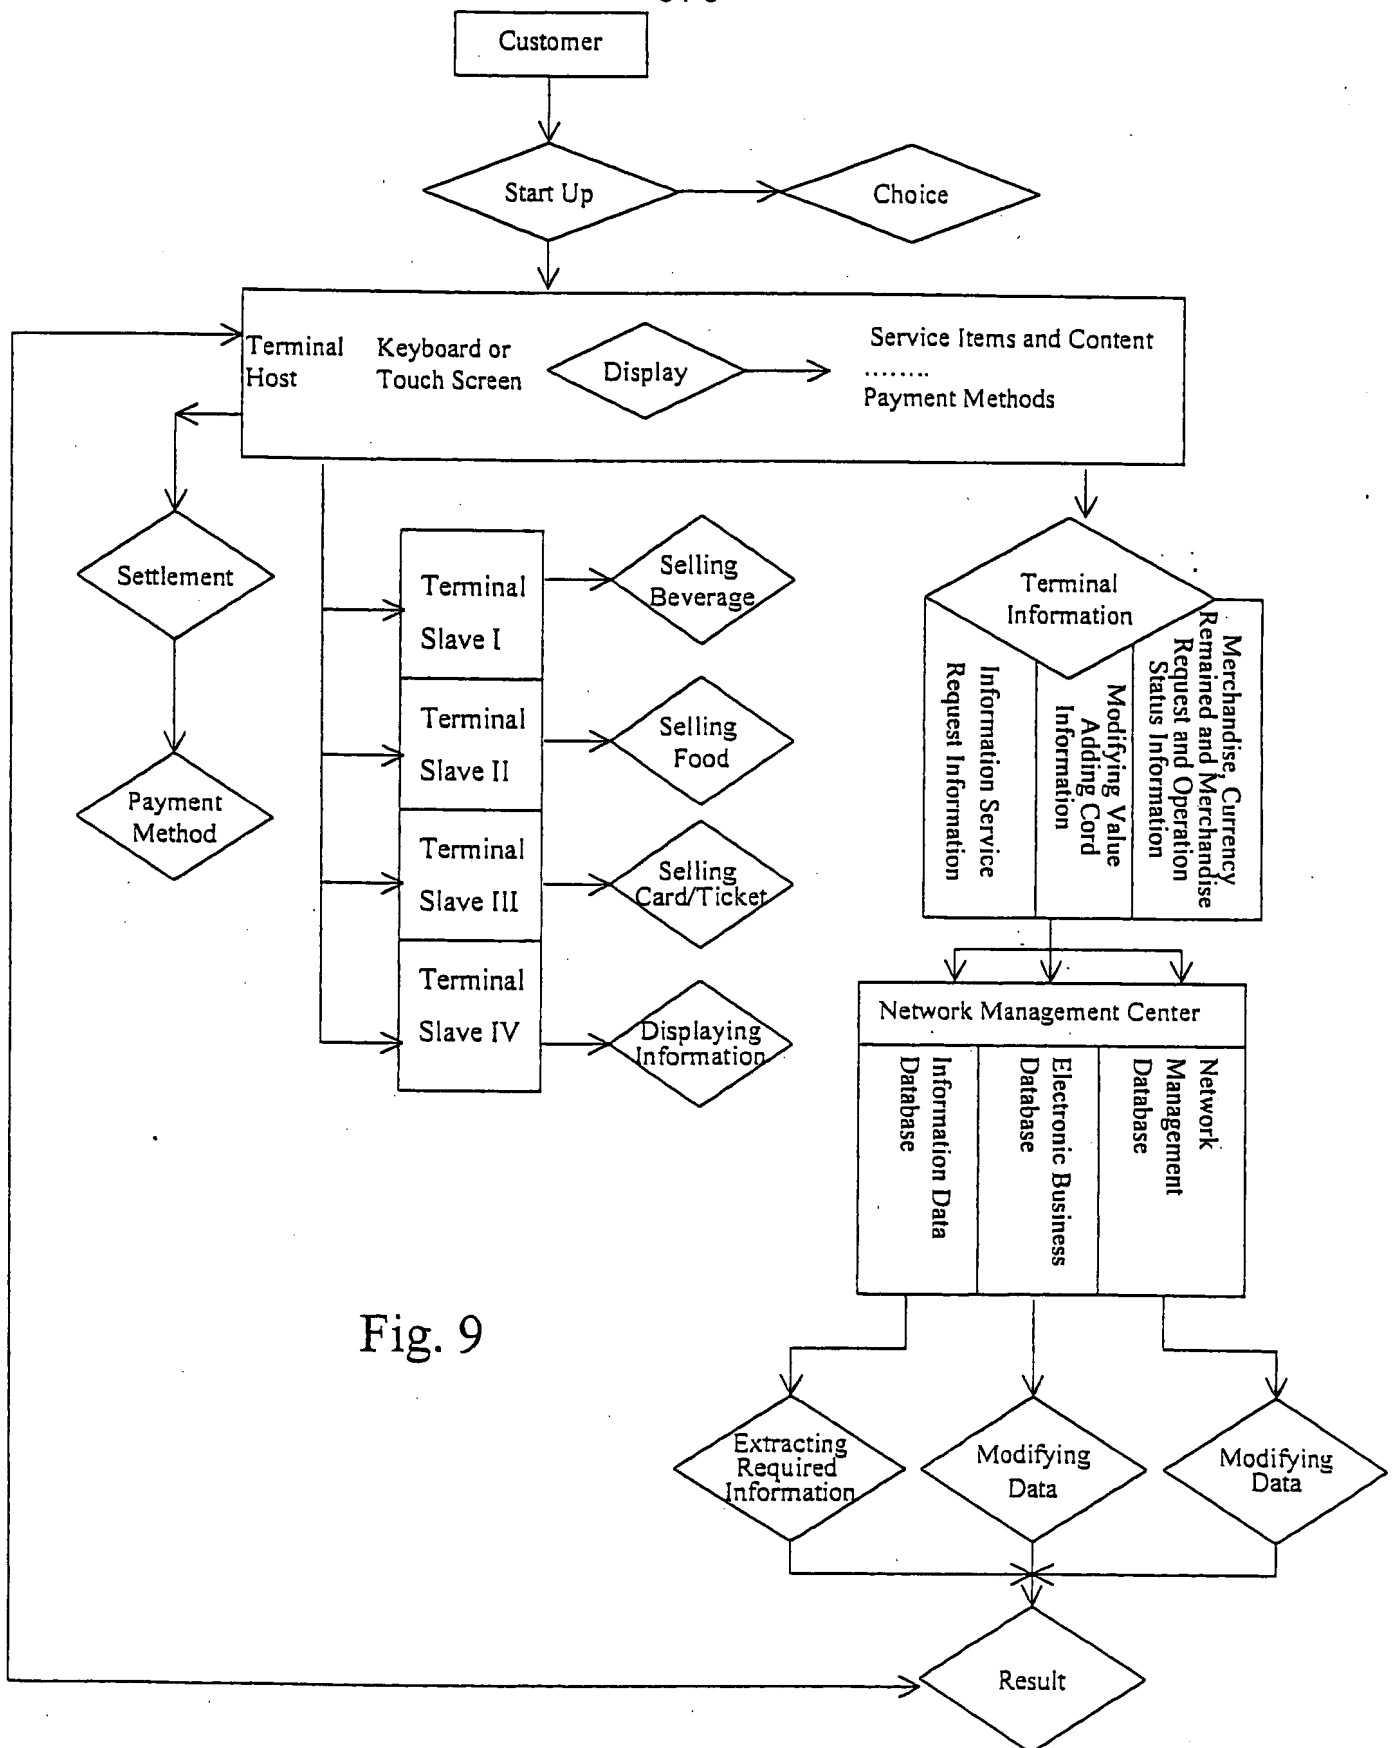 Customer
Start Up
Choice
Terminal
Host
Keyboard or
Touch Screen
Display
Service Items and Content
........
Payment Methods
Settlement
Payment
Method
Terminal
Slave I
Terminal
Slave II
Terminal
Slave III
Terminal
Slave IV
Selling
Beverage
Selling
Food
Selling
Card/Ticket
Displaying
Information
Terminal
Information
Information Service
Request Information
Modifying Value
Adding Cord
Information
Merchandise, Currency
Remained and Merchandise
Request and Operation
Status Information
Network Management Center
Information Data
Database
Electronic Business
Database
Network
Management
Database
Fig. 9
Extracting
Required
Information
Modifying
Data
Modifying
Data
Result